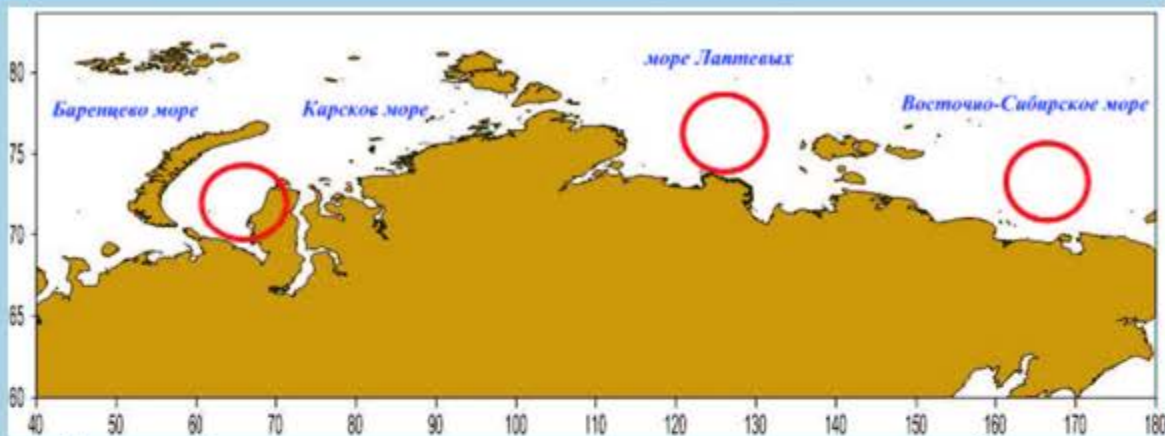 море Лаптевых
Баренцево море
Карское море
Восточно-Сибирское море
80
75
70
65
60
40 50 60 70 80 90 100 110 120 130 140 150 160 170 180